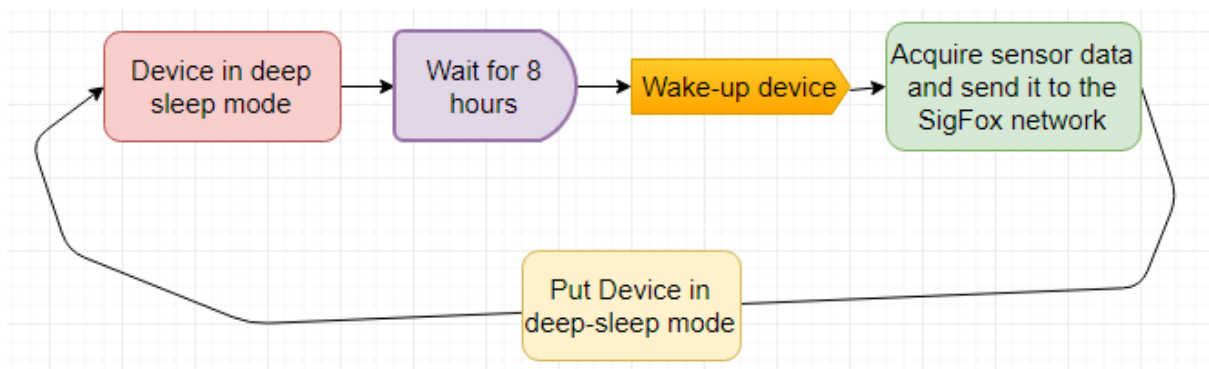 Device in deep
sleep mode
Wait for 8
hours
Wake-up device
Acquire sensor data
and send it to the
SigFox network
Put Device in
deep-sleep mode